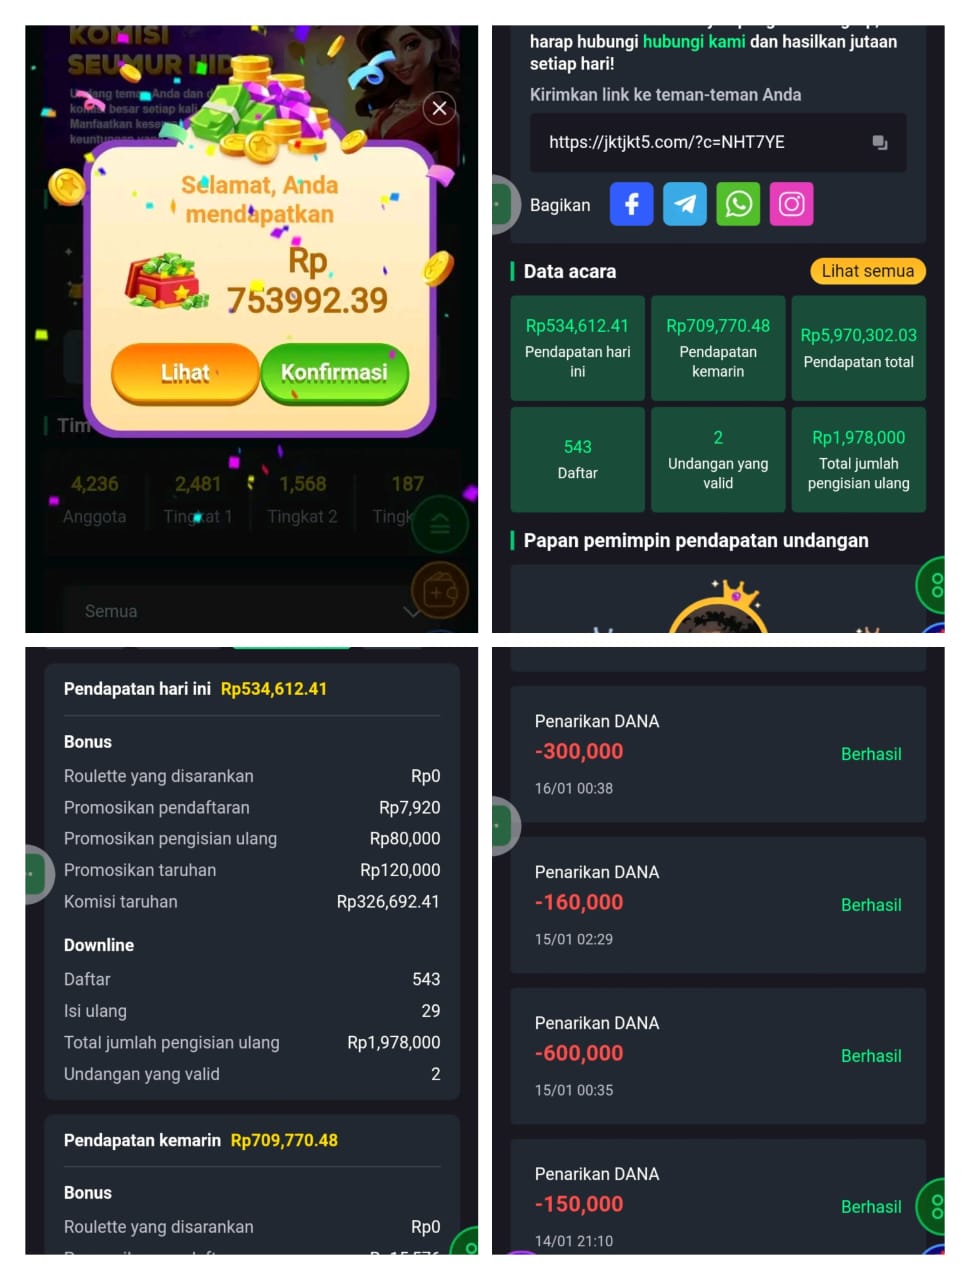 KOMISI
SEUMUR HIDUP
Undang teman Anda dan d
komisi besar setiap kali
Manfaatkan
keuntungan
Selamat, Anda
mendapatkan
Rp
753992.39
Lihat
Konfirmasi
Tim
4,236
2,481
1,568
187
Anggota
Tingkat 1
Tingkat 2
Tingk
Semua
harap hubungi hubungi kami dan hasilkan jutaan
setiap hari!
Kirimkan link ke teman-teman Anda
https://jktjkt5.com/?c=NHT7YE
Bagikan
Data acara
Lihat semua
Rp534,612.41
Pendapatan hari
ini
Rp709,770.48
Pendapatan
kemarin
Rp5,970,302.03
Pendapatan total
543
Daftar
2
Undangan yang
valid
Rp1,978,000
Total jumlah
pengisian ulang
Papan pemimpin pendapatan undangan
Pendapatan hari ini Rp534,612.41
Bonus
Roulette yang disarankan Rp0
Promosikan pendaftaran Rp7,920
Promosikan pengisian ulang Rp80,000
Promosikan taruhan Rp120,000
Komisi taruhan Rp326,692.41
Downline
Daftar 543
Isi ulang 29
Total jumlah pengisian ulang Rp1,978,000
Undangan yang valid 2
Pendapatan kemarin Rp709,770.48
Bonus
Roulette yang disarankan Rp0
Penarikan DANA
-300,000
Berhasil
16/01 00:38
Penarikan DANA
-160,000
Berhasil
15/01 02:29
Penarikan DANA
-600,000
Berhasil
15/01 00:35
Penarikan DANA
-150,000
Berhasil
14/01 21:10